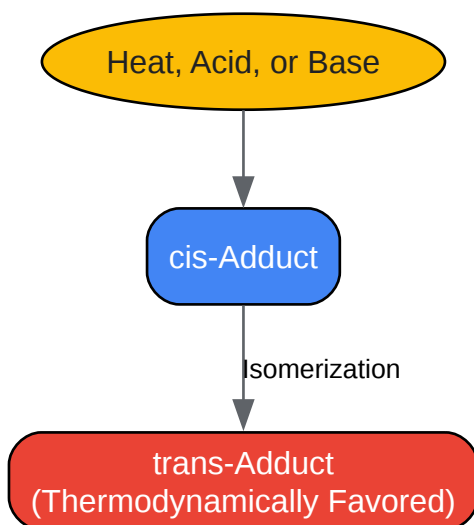 Heat, Acid, or Base
cis-Adduct
Isomerization
trans-Adduct
(Thermodynamically Favored)